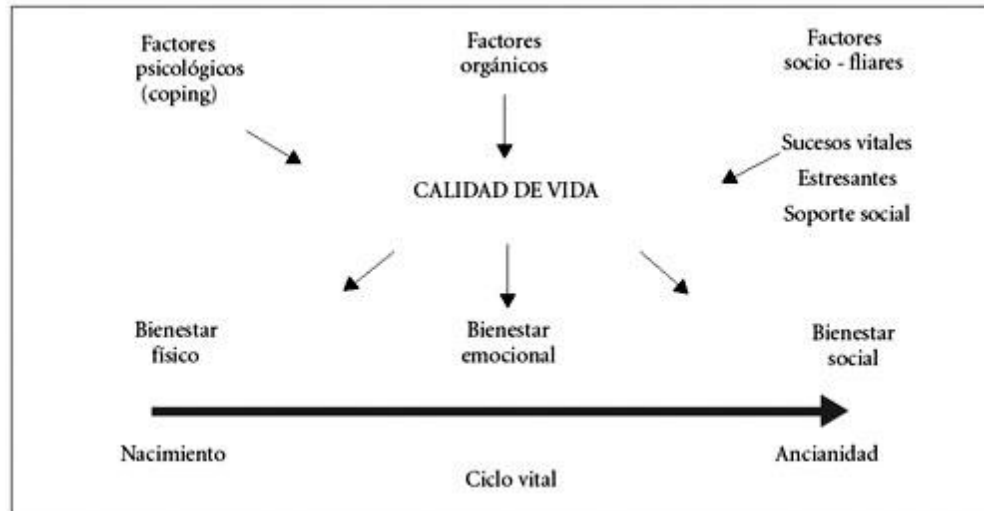 Factores
psicológicos
(coping)
Factores
orgánicos
Factores
socio - fliares
Sucesos vitales
Estresantes
Soporte social
CALIDAD DE VIDA
Bienestar
físico
Bienestar
emocional
Bienestar
social
Nacimiento
Ancianidad
Ciclo vital